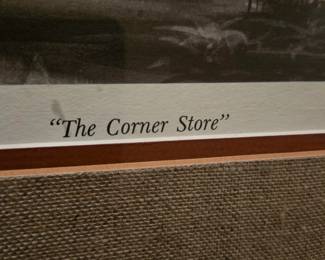 “The Corner Store”